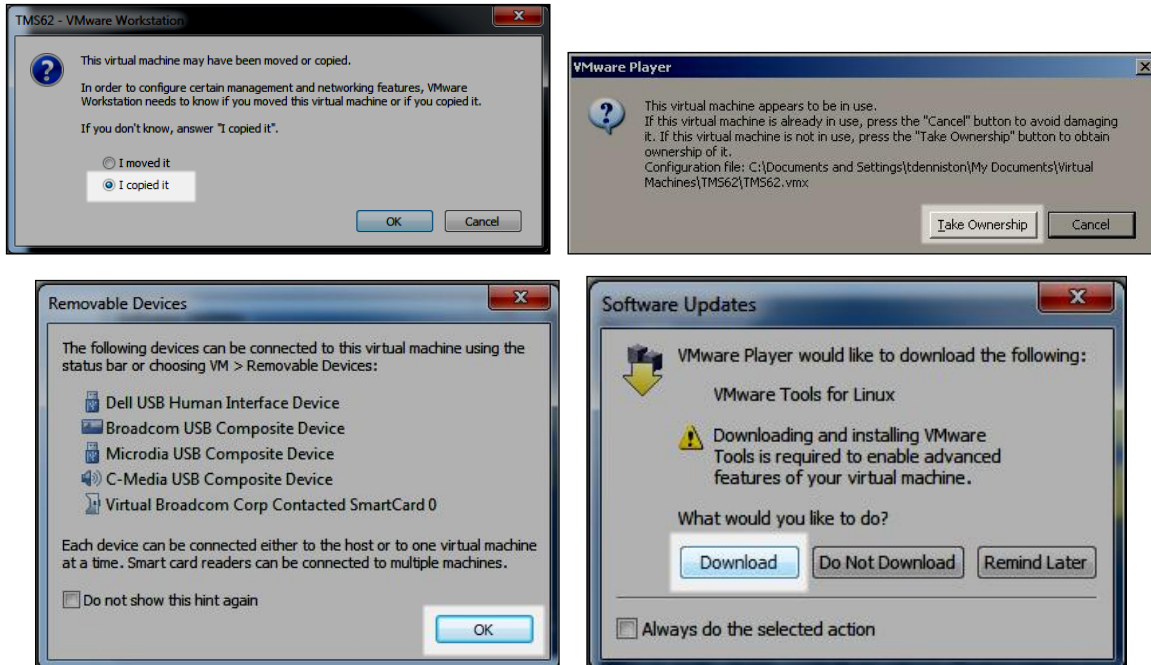 TMS62 - VMware Workstation
This virtual machine may have been moved or copied.
In order to configure certain management and networking features, VMware
Workstation needs to know if you moved this virtual machine or if you copied it.
If you don't know, answer "I copied it".
I moved it
I copied it
OK Cancel
VMware Player
This virtual machine appears to be in use.
If this virtual machine is already in use, press the "Cancel" button to avoid damaging
it. If this virtual machine is not in use, press the "Take Ownership" button to obtain
ownership of it.
Configuration file: C:\Documents and Settings\tdenniston\My Documents\Virtual
Machines\TMS62\TMS62.vmx
Take Ownership Cancel
Removable Devices
The following devices can be connected to this virtual machine using the
status bar or choosing VM > Removable Devices:
Dell USB Human Interface Device
Broadcom USB Composite Device
Microdia USB Composite Device
C-Media USB Composite Device
Virtual Broadcom Corp Contacted SmartCard 0
Each device can be connected either to the host or to one virtual machine
at a time. Smart card readers can be connected to multiple machines.
Do not show this hint again
OK
Software Updates
VMware Player would like to download the following:
VMware Tools for Linux
Downloading and installing VMware
Tools is required to enable advanced
features of your virtual machine.
What would you like to do?
Download Do Not Download Remind Later
Always do the selected action